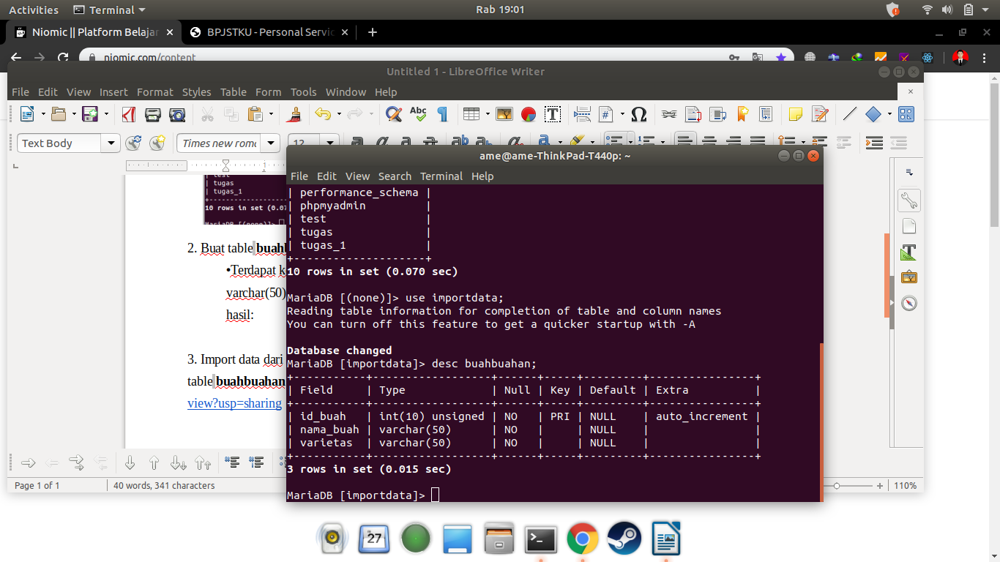 Activities Terminal Rab 19:01
Niomic || Platform Belajar BPJSTKU - Personal Servic
niomic.com/content
Untitled 1 - LibreOffice Writer
File Edit View Insert Format Styles Table Form Tools Window Help
Text Body Times new roma 12
ame@ame-ThinkPad-T440p: ~
File Edit View Search Terminal Help
| test
| tugas
| tugas_1
+--------------------
10 rows in set (0.07
MariaDB [(none)]>
2. Buat table buahb
•Terdapat k
varchar(50)
hasil:
3. Import data dari
table buahbuahan
view?usp=sharing
| performance_schema |
| phpmyadmin         |
| test               |
| tugas              |
| tugas_1            |
+--------------------+
10 rows in set (0.070 sec)
MariaDB [(none)]> use importdata;
Reading table information for completion of table and column names
You can turn off this feature to get a quicker startup with -A
Database changed
MariaDB [importdata]> desc buahbuahan;
+-----------+------------------+------+-----+---------+----------------+
| Field     | Type             | Null | Key | Default | Extra          |
+-----------+------------------+------+-----+---------+----------------+
| id_buah   | int(10) unsigned | NO   | PRI | NULL    | auto_increment |
| nama_buah | varchar(50)      | NO   |     | NULL    |                |
| varietas  | varchar(50)      | NO   |     | NULL    |                |
+-----------+------------------+------+-----+---------+----------------+
3 rows in set (0.015 sec)
MariaDB [importdata]>
Page 1 of 1 40 words, 341 characters 110%
27